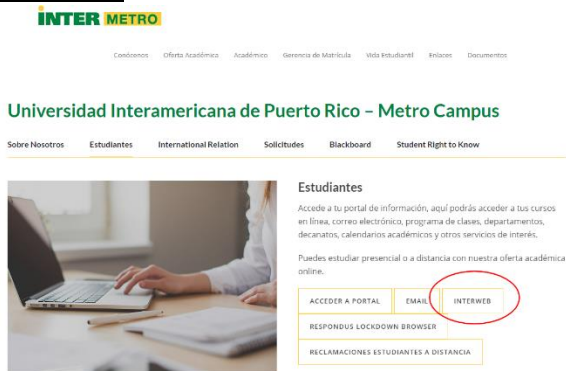 INTER METRO
Conócenos Oferta Académica Académico Gerencia de Matrícula Vida Estudiantil Enlaces Documentos
Universidad Interamericana de Puerto Rico – Metro Campus
Sobre Nosotros Estudiantes International Relation Solicitudes Blackboard Student Right to Know
Estudiantes
Accede a tu portal de información, aquí podrás acceder a tus cursos
en línea, correo electrónico, programa de clases, departamentos,
decanatos, calendarios académicos y otros servicios de interés.
Puedes estudiar presencial o a distancia con nuestra oferta académica
online.
ACCEDER A PORTAL EMAIL INTERWEB
RESPONDUS LOCKDOWN BROWSER
RECLAMACIONES ESTUDIANTES A DISTANCIA